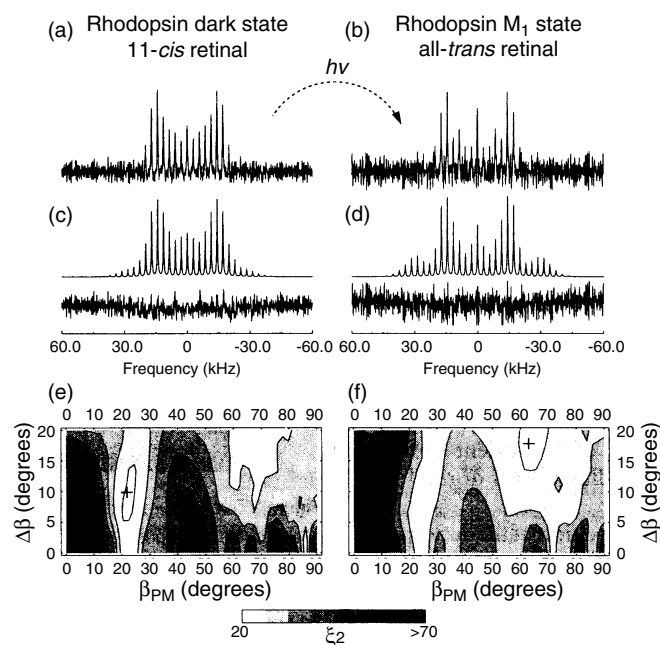 (a) Rhodopsin dark state
11-cis retinal
(b) Rhodopsin M₁ state
all-trans retinal
hν
(c)
(d)
60.0 30.0 0 -30.0 -60.0
Frequency (kHz)
60.0 30.0 0 -30.0 -60.0
Frequency (kHz)
(e)
0 10 20 30 40 50 60 70 80 90
20
15
10
5
0
Δβ (degrees)
0 10 20 30 40 50 60 70 80 90
β_PM (degrees)
(f)
0 10 20 30 40 50 60 70 80 90
20
15
10
5
0
Δβ (degrees)
0 10 20 30 40 50 60 70 80 90
β_PM (degrees)
20 ξ₂ >70